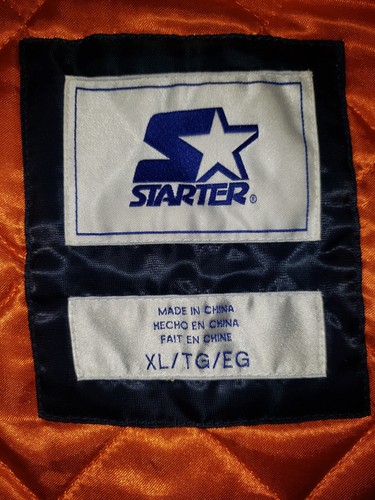 STARTER®
MADE IN CHINA
HECHO EN CHINA
FAIT EN CHINE
XL/TG/EG